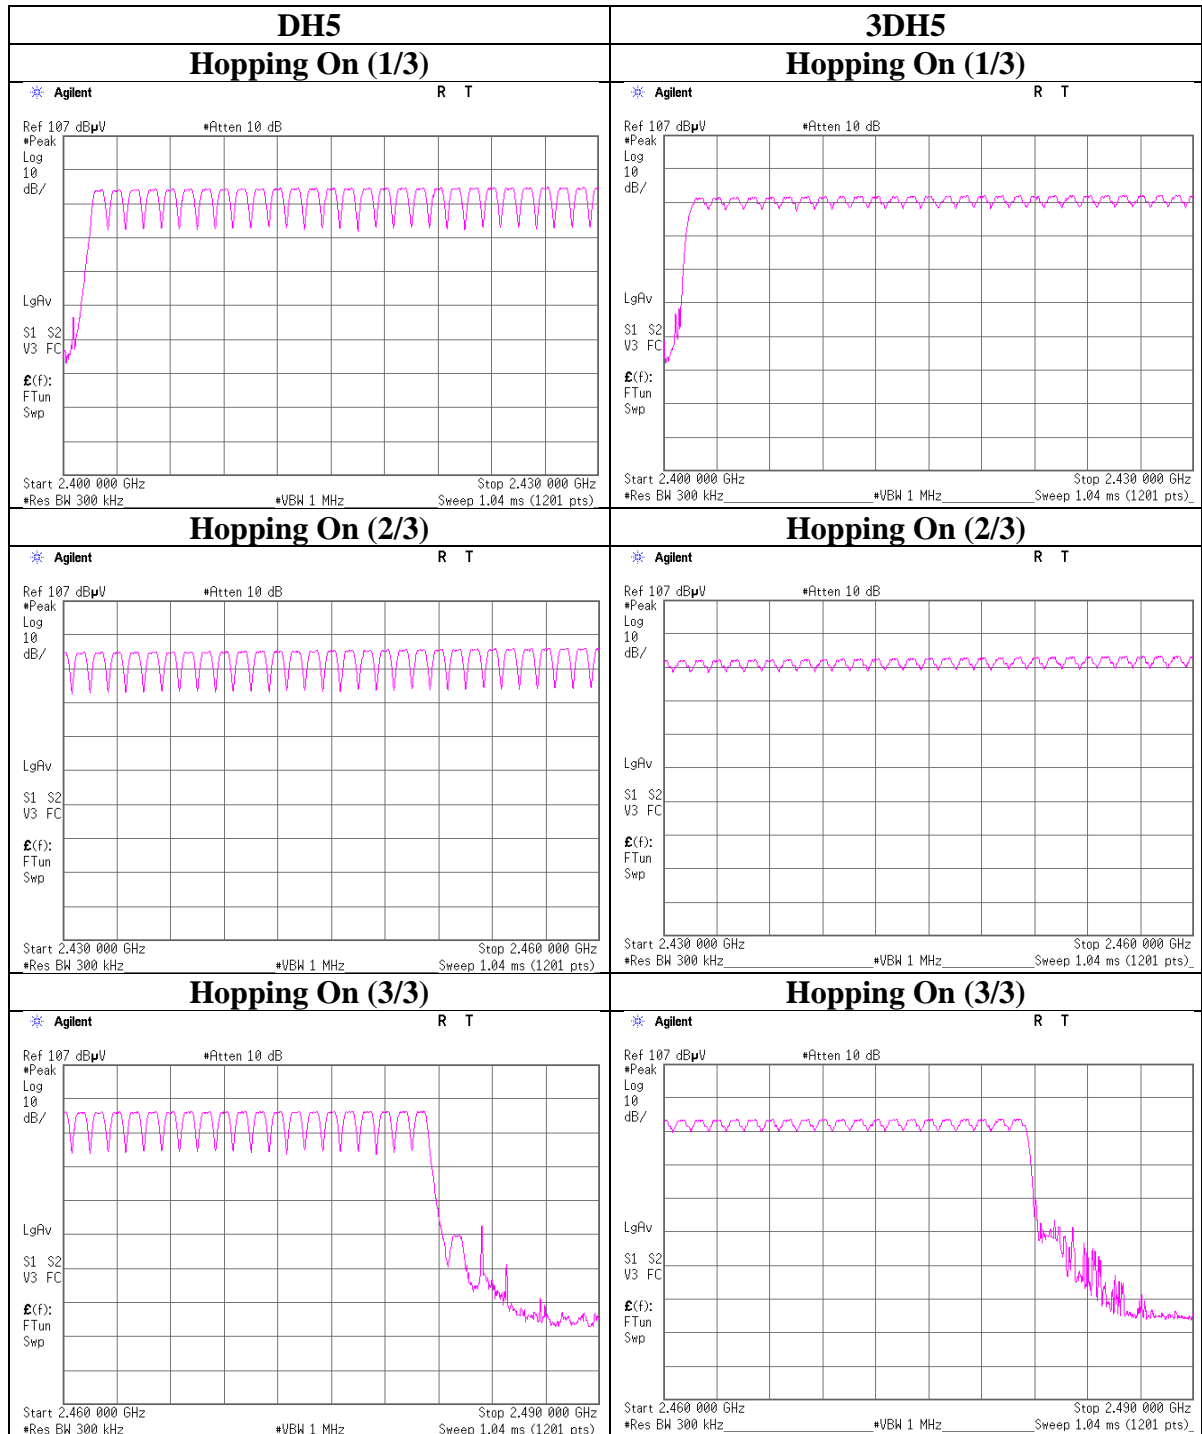 DH5
3DH5
Hopping On (1/3)
Hopping On (1/3)
Agilent
R T
Ref 107 dBµV
#Atten 10 dB
#Peak
Log
10
dB/
LgAv
S1 S2
V3 FC
£(f):
FTun
Swp
Start 2.400 000 GHz
Stop 2.430 000 GHz
#Res BW 300 kHz
#VBW 1 MHz
Sweep 1.04 ms (1201 pts)
Agilent
R T
Ref 107 dBµV
#Atten 10 dB
#Peak
Log
10
dB/
LgAv
S1 S2
V3 FC
£(f):
FTun
Swp
Start 2.400 000 GHz
Stop 2.430 000 GHz
#Res BW 300 kHz
#VBW 1 MHz
Sweep 1.04 ms (1201 pts)
Hopping On (2/3)
Hopping On (2/3)
Agilent
R T
Ref 107 dBµV
#Atten 10 dB
#Peak
Log
10
dB/
LgAv
S1 S2
V3 FC
£(f):
FTun
Swp
Start 2.430 000 GHz
Stop 2.460 000 GHz
#Res BW 300 kHz
#VBW 1 MHz
Sweep 1.04 ms (1201 pts)
Agilent
R T
Ref 107 dBµV
#Atten 10 dB
#Peak
Log
10
dB/
LgAv
S1 S2
V3 FC
£(f):
FTun
Swp
Start 2.430 000 GHz
Stop 2.460 000 GHz
#Res BW 300 kHz
#VBW 1 MHz
Sweep 1.04 ms (1201 pts)
Hopping On (3/3)
Hopping On (3/3)
Agilent
R T
Ref 107 dBµV
#Atten 10 dB
#Peak
Log
10
dB/
LgAv
S1 S2
V3 FC
£(f):
FTun
Swp
Start 2.460 000 GHz
Stop 2.490 000 GHz
#Res BW 300 kHz
#VBW 1 MHz
Sweep 1.04 ms (1201 pts)
Agilent
R T
Ref 107 dBµV
#Atten 10 dB
#Peak
Log
10
dB/
LgAv
S1 S2
V3 FC
£(f):
FTun
Swp
Start 2.460 000 GHz
Stop 2.490 000 GHz
#Res BW 300 kHz
#VBW 1 MHz
Sweep 1.04 ms (1201 pts)